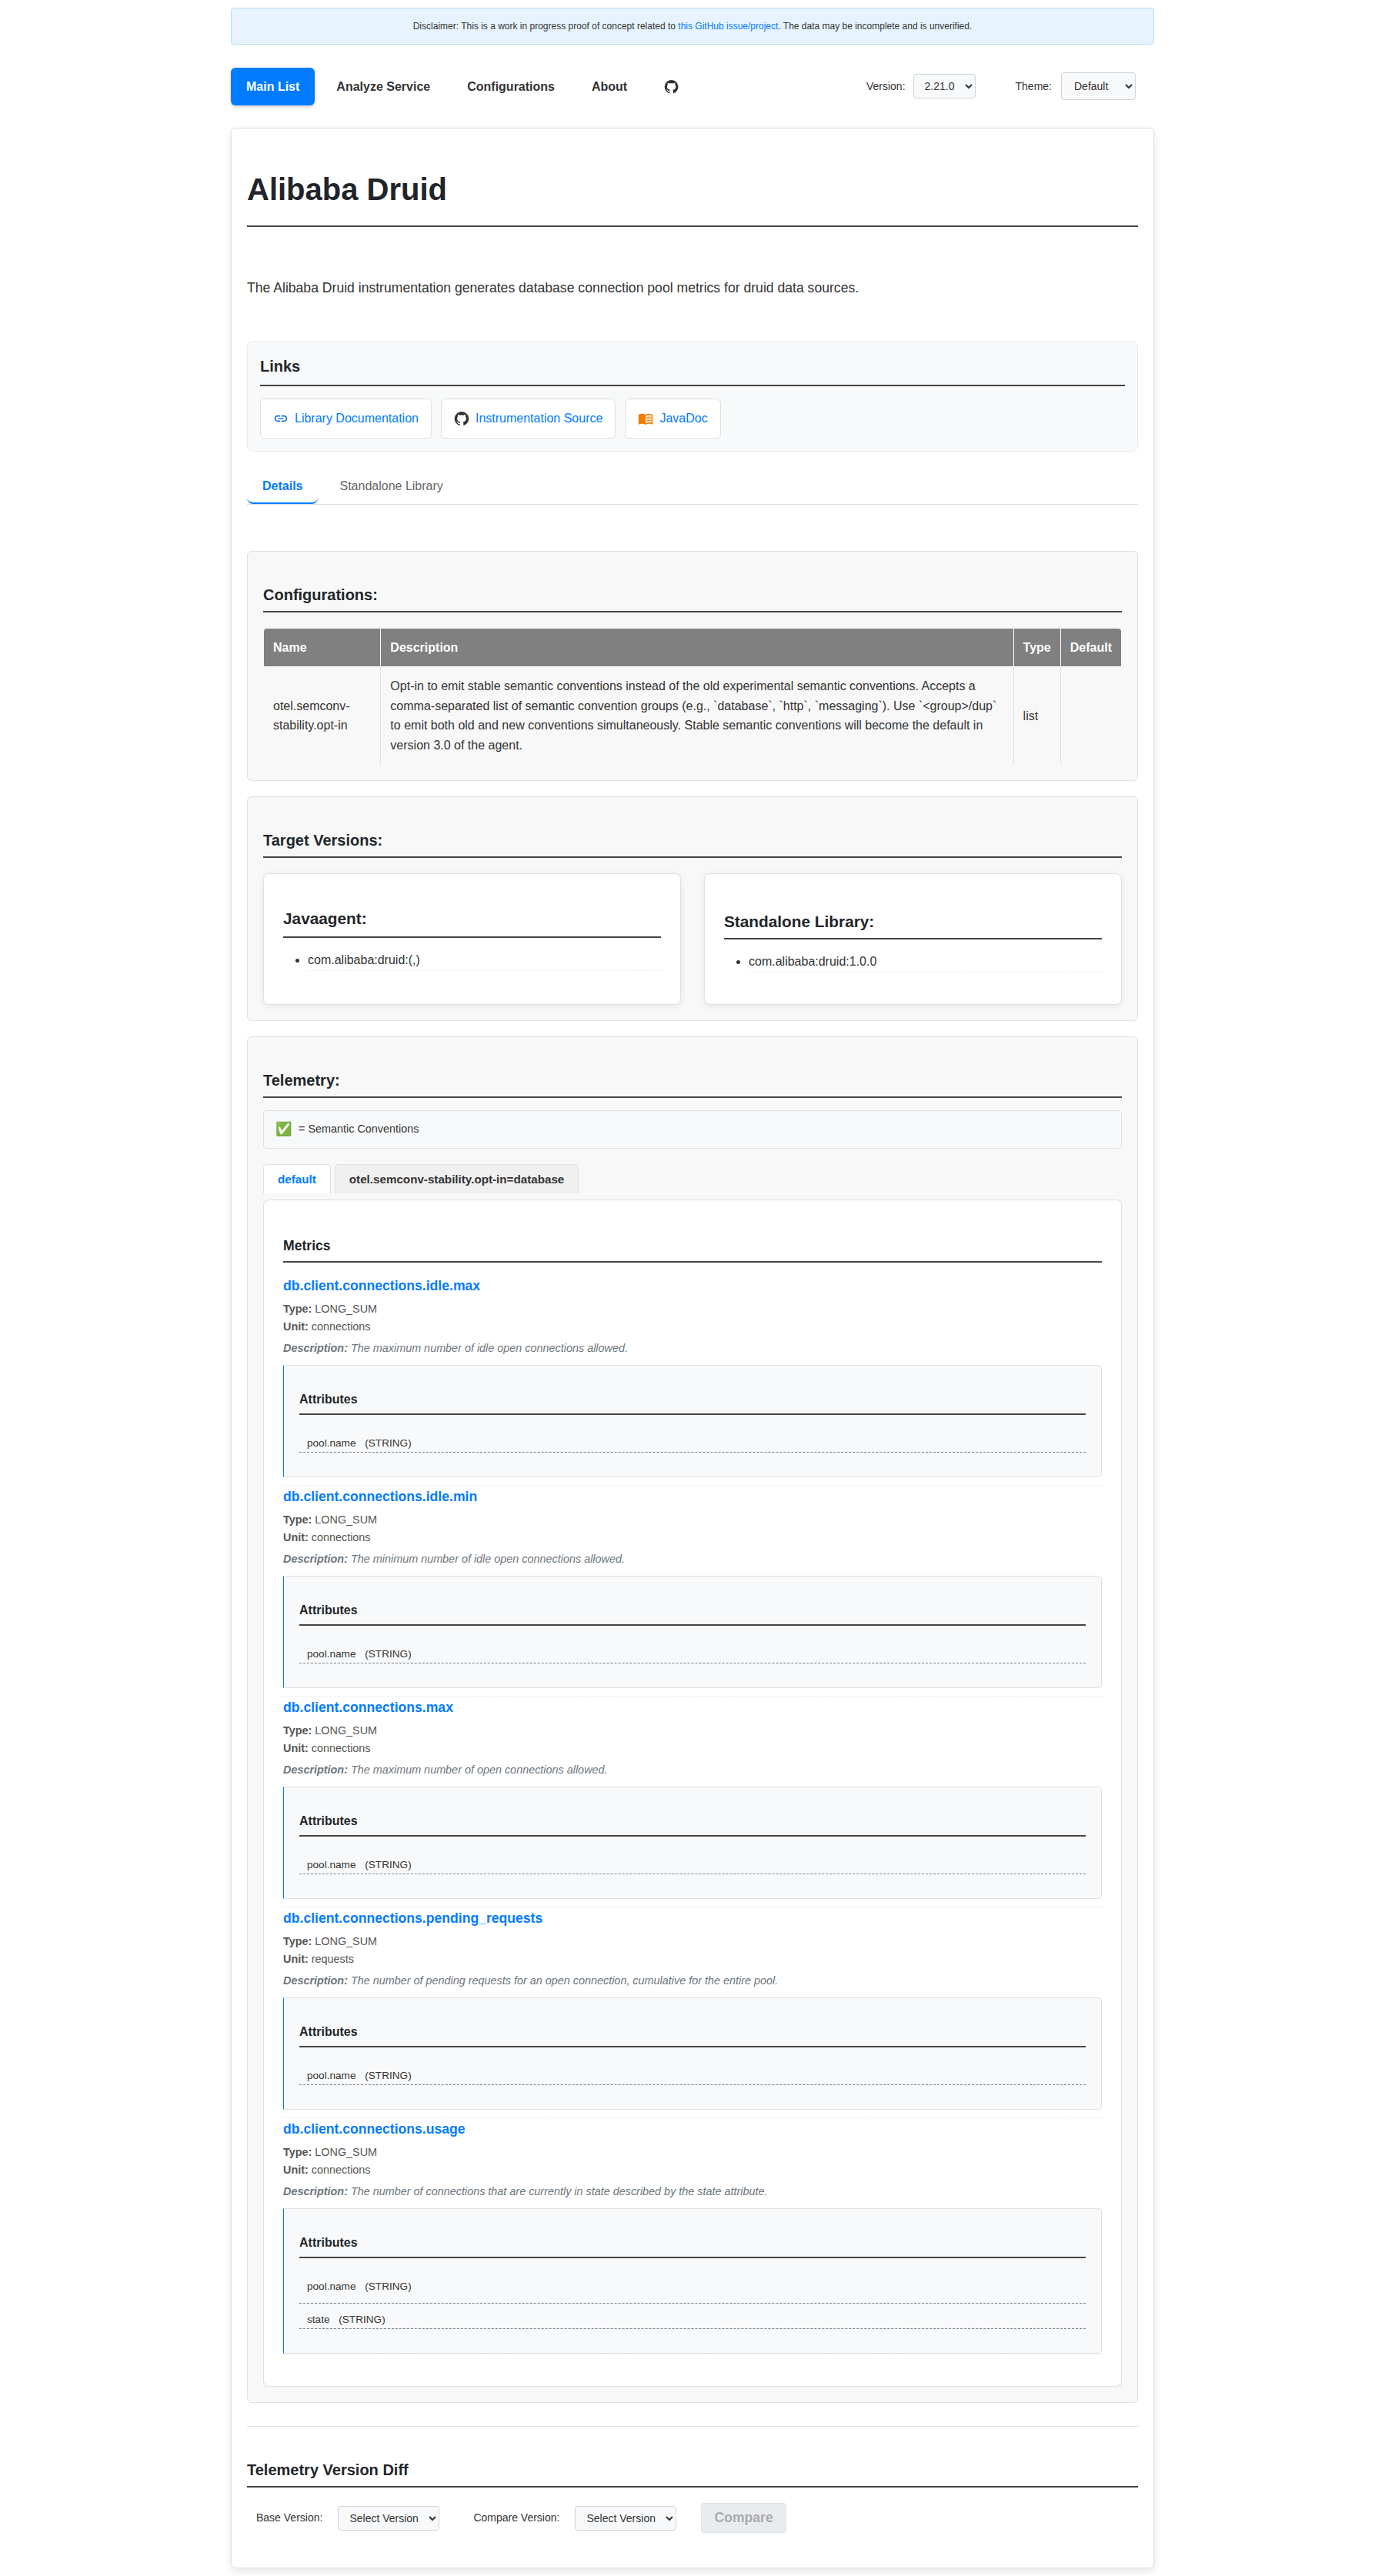 Disclaimer: This is a work in progress proof of concept related to this GitHub issue/project. The data may be incomplete and is unverified.
Main List Analyze Service Configurations About Version: 2.21.0 Theme: Default
Alibaba Druid
The Alibaba Druid instrumentation generates database connection pool metrics for druid data sources.
Links
Library Documentation Instrumentation Source JavaDoc
Details Standalone Library
Configurations:
Name Description Type Default
otel.semconv-stability.opt-in
Opt-in to emit stable semantic conventions instead of the old experimental semantic conventions. Accepts a
comma-separated list of semantic convention groups (e.g., `database`, `http`, `messaging`). Use `<group>/dup`
to emit both old and new conventions simultaneously. Stable semantic conventions will become the default in
version 3.0 of the agent.
list
Target Versions:
Javaagent:
com.alibaba:druid:(,)
Standalone Library:
com.alibaba:druid:1.0.0
Telemetry:
✅ = Semantic Conventions
default otel.semconv-stability.opt-in=database
Metrics
db.client.connections.idle.max
Type: LONG_SUM
Unit: connections
Description: The maximum number of idle open connections allowed.
Attributes
pool.name (STRING)
db.client.connections.idle.min
Type: LONG_SUM
Unit: connections
Description: The minimum number of idle open connections allowed.
Attributes
pool.name (STRING)
db.client.connections.max
Type: LONG_SUM
Unit: connections
Description: The maximum number of open connections allowed.
Attributes
pool.name (STRING)
db.client.connections.pending_requests
Type: LONG_SUM
Unit: requests
Description: The number of pending requests for an open connection, cumulative for the entire pool.
Attributes
pool.name (STRING)
db.client.connections.usage
Type: LONG_SUM
Unit: connections
Description: The number of connections that are currently in state described by the state attribute.
Attributes
pool.name (STRING)
state (STRING)
Telemetry Version Diff
Base Version: Select Version Compare Version: Select Version Compare